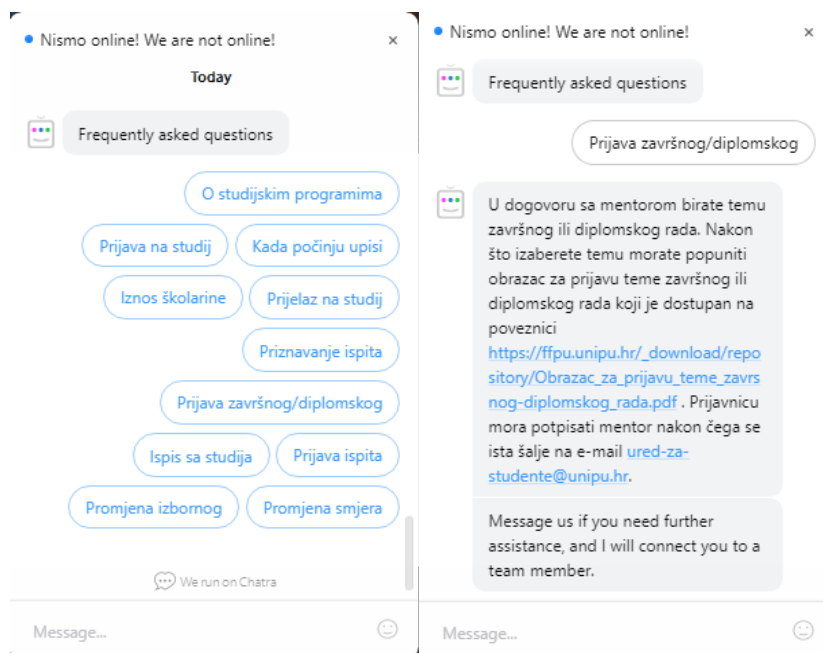 Nismo online! We are not online!
×
Today
Frequently asked questions
O studijskim programima
Prijava na studij
Kada počinju upisi
Iznos školarine
Prijelaz na studij
Priznavanje ispita
Prijava završnog/diplomskog
Ispis sa studija
Prijava ispita
Promjena izbornog
Promjena smjera
We run on Chatra
Message...
Nismo online! We are not online!
×
Frequently asked questions
Prijava završnog/diplomskog
U dogovoru sa mentorom birate temu
završnog ili diplomskog rada. Nakon
što izaberete temu morate popuniti
obrazac za prijavu teme završnog ili
diplomskog rada koji je dostupan na
poveznici
https://ffpu.unipu.hr/_download/repo
sitory/Obrazac_za_prijavu_teme_zavrs
nog-diplomskog_rada.pdf . Prijavnicu
mora potpisati mentor nakon čega se
ista šalje na e-mail ured-za-
studente@unipu.hr.
Message us if you need further
assistance, and I will connect you to a
team member.
Message...